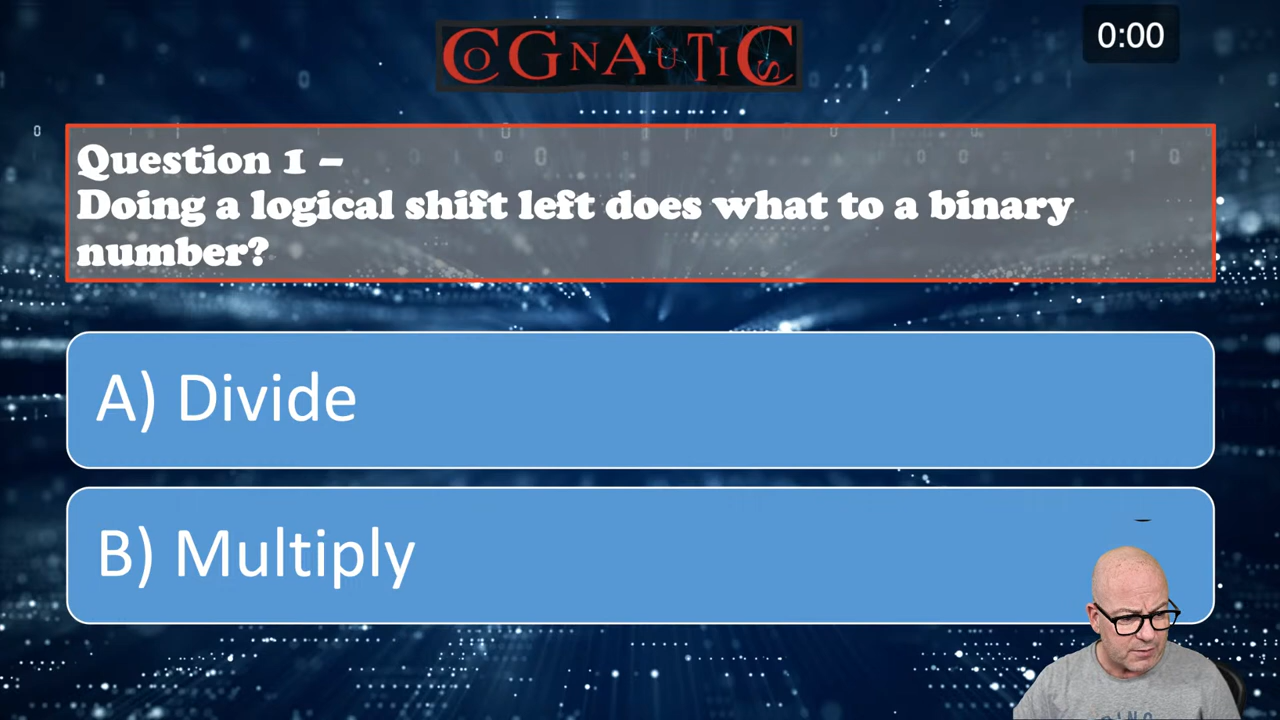 COGNAUTICS
0:00
Question 1 –
Doing a logical shift left does what to a binary
number?
A) Divide
B) Multiply